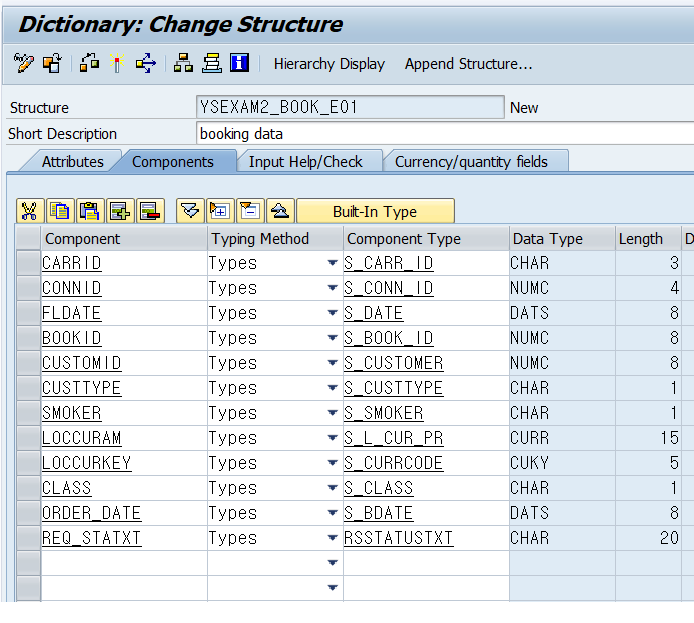 Dictionary: Change Structure
Hierarchy Display Append Structure...
Structure YSEXAM2_BOOK_E01 New
Short Description booking data
Attributes Components Input Help/Check Currency/quantity fields
Built-In Type
Component Typing Method Component Type Data Type Length D
CARRID Types S_CARR_ID CHAR 3
CONNID Types S_CONN_ID NUMC 4
FLDATE Types S_DATE DATS 8
BOOKID Types S_BOOK_ID NUMC 8
CUSTOMID Types S_CUSTOMER NUMC 8
CUSTTYPE Types S_CUSTTYPE CHAR 1
SMOKER Types S_SMOKER CHAR 1
LOCCURAM Types S_L_CUR_PR CURR 15
LOCCURKEY Types S_CURRCODE CUKY 5
CLASS Types S_CLASS CHAR 1
ORDER_DATE Types S_BDATE DATS 8
REQ_STATXT Types RSSTATUSTXT CHAR 20